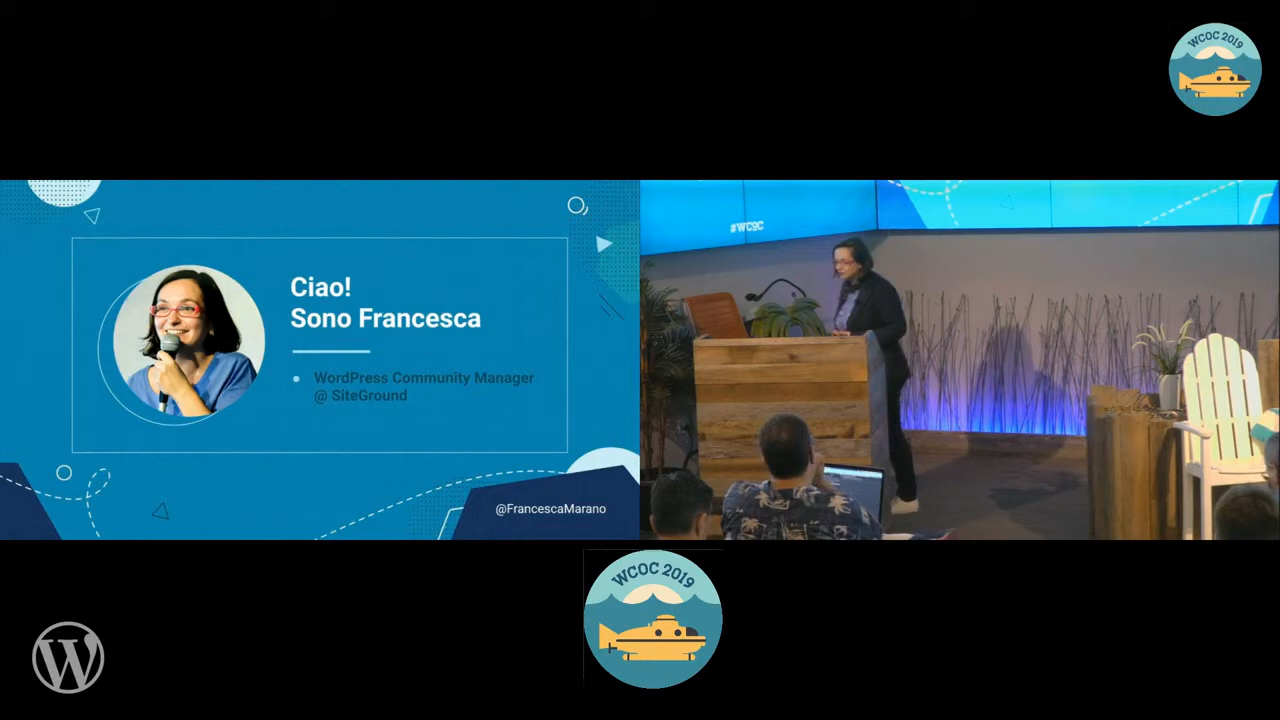 WCOC 2019
Ciao!
Sono Francesca
WordPress Community Manager
@ SiteGround
@FrancescaMarano
#WCOC
WCOC 2019
W